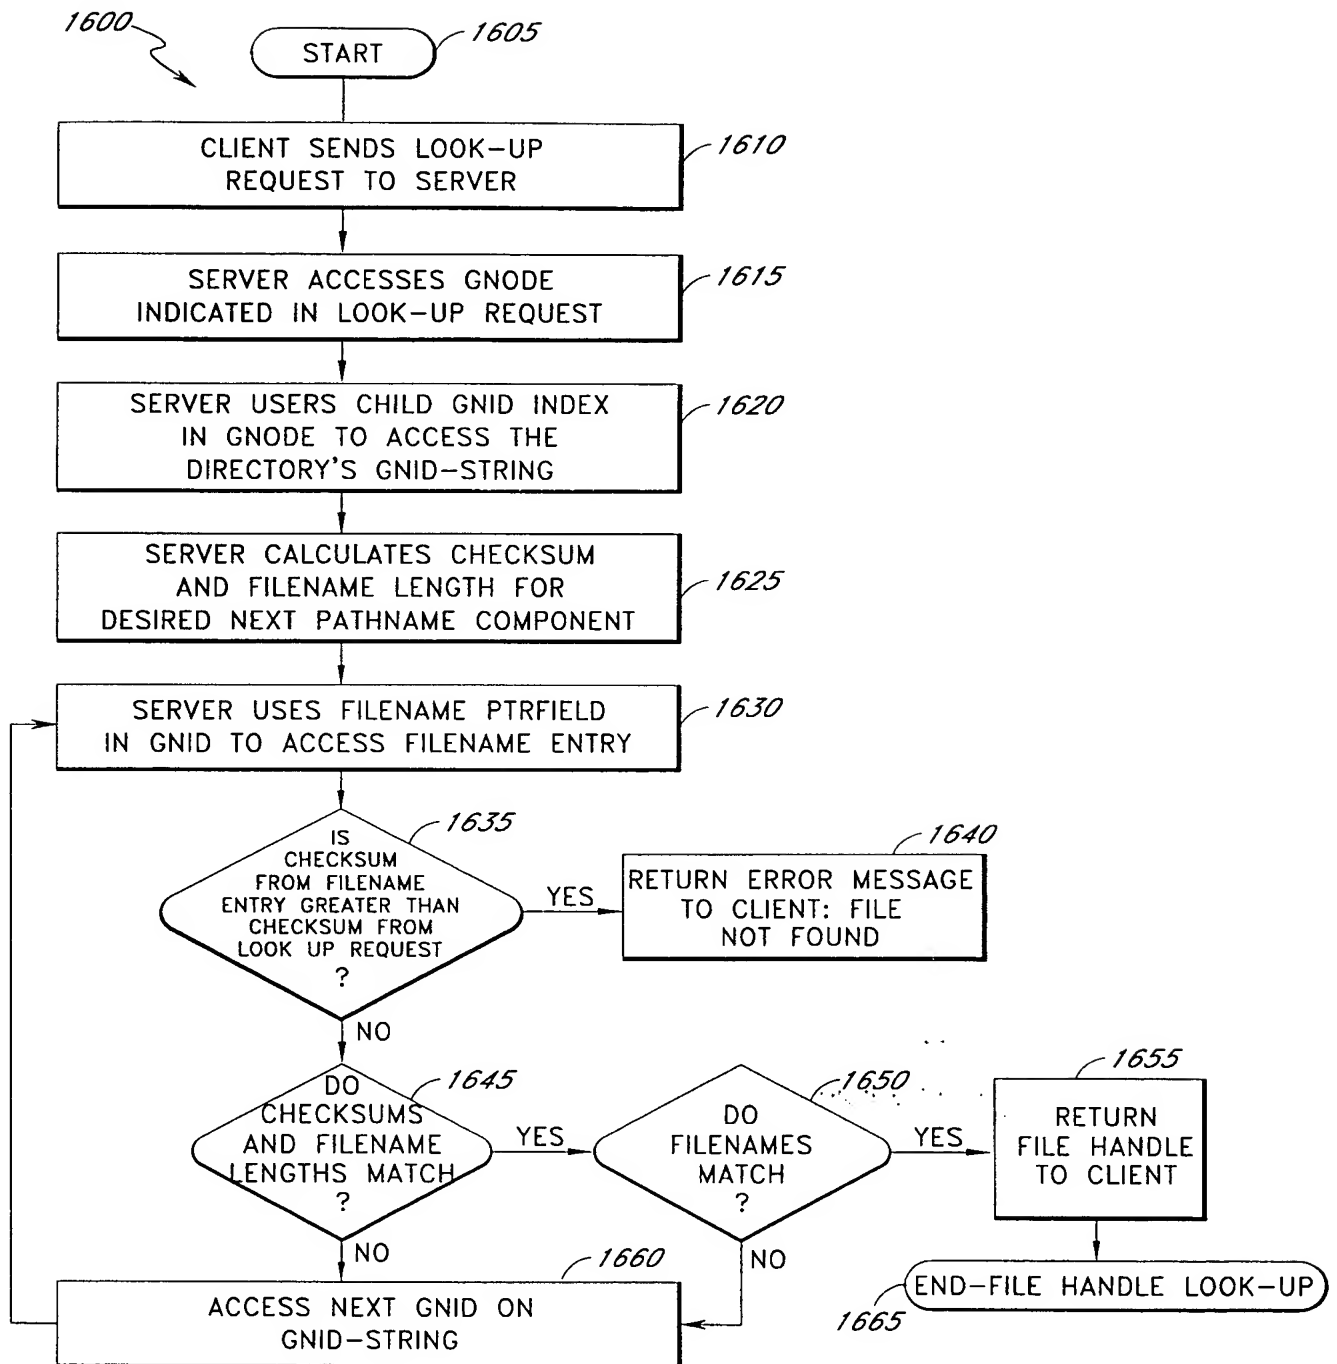 1600
START
1605
CLIENT SENDS LOOK-UP
REQUEST TO SERVER
1610
SERVER ACCESSES GNODE
INDICATED IN LOOK-UP REQUEST
1615
SERVER USERS CHILD GNID INDEX
IN GNODE TO ACCESS THE
DIRECTORY'S GNID-STRING
1620
SERVER CALCULATES CHECKSUM
AND FILENAME LENGTH FOR
DESIRED NEXT PATHNAME COMPONENT
1625
SERVER USES FILENAME PTRFIELD
IN GNID TO ACCESS FILENAME ENTRY
1630
IS
CHECKSUM
FROM FILENAME
ENTRY GREATER THAN
CHECKSUM FROM
LOOK UP REQUEST
?
1635
YES
RETURN ERROR MESSAGE
TO CLIENT: FILE
NOT FOUND
1640
NO
DO
CHECKSUMS
AND FILENAME
LENGTHS MATCH
?
1645
YES
DO
FILENAMES
MATCH
?
1650
YES
RETURN
FILE HANDLE
TO CLIENT
1655
NO
NO
ACCESS NEXT GNID ON
GNID-STRING
1660
END-FILE HANDLE LOOK-UP
1665